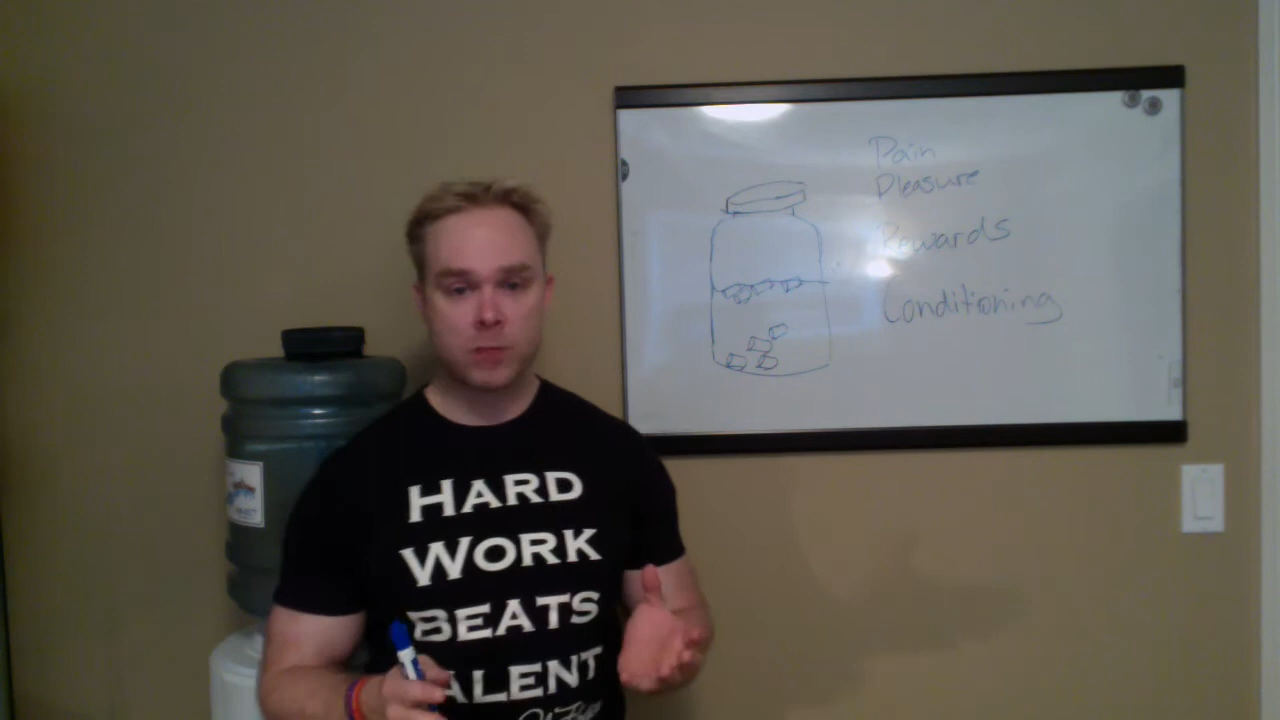 Pain
Pleasure
Rewards
Conditioning
HARD
WORK
BEATS
ALENT